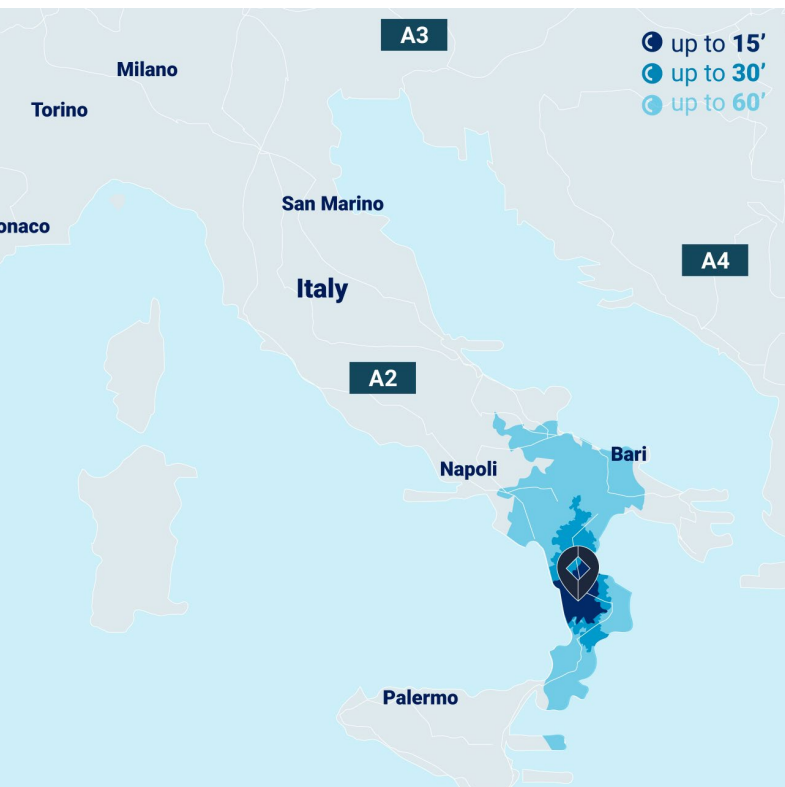 A3
up to 15’
up to 30’
up to 60’
Milano
Torino
San Marino
onaco
A4
Italy
A2
Bari
Napoli
Palermo